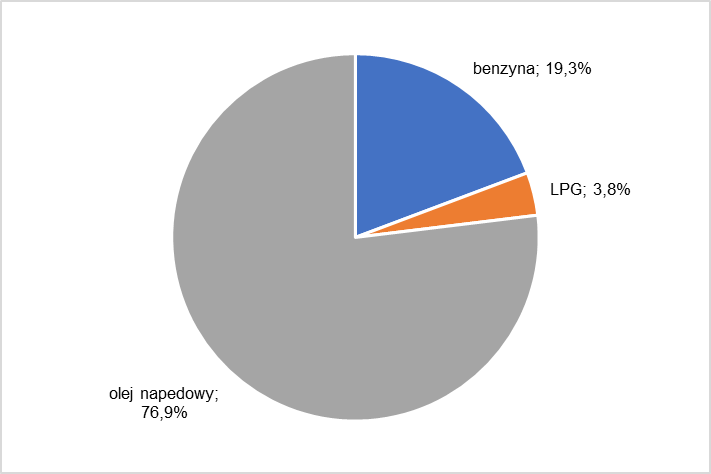 benzyna; 19,3%
LPG; 3,8%
olej napedowy;
76,9%